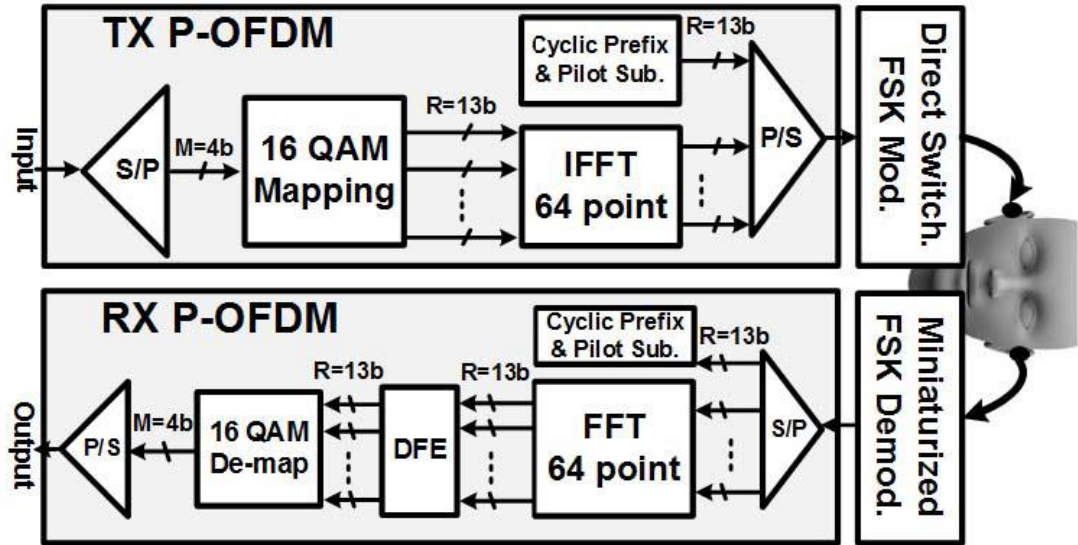 TX P-OFDM
Input
S/P
M=4b
16 QAM
Mapping
R=13b
Cyclic Prefix
& Pilot Sub.
R=13b
IFFT
64 point
P/S
Direct Switch.
FSK Mod.
RX P-OFDM
Output
P/S
M=4b
16 QAM
De-map
R=13b
DFE
R=13b
Cyclic Prefix
& Pilot Sub.
R=13b
FFT
64 point
S/P
Miniaturized
FSK Demod.